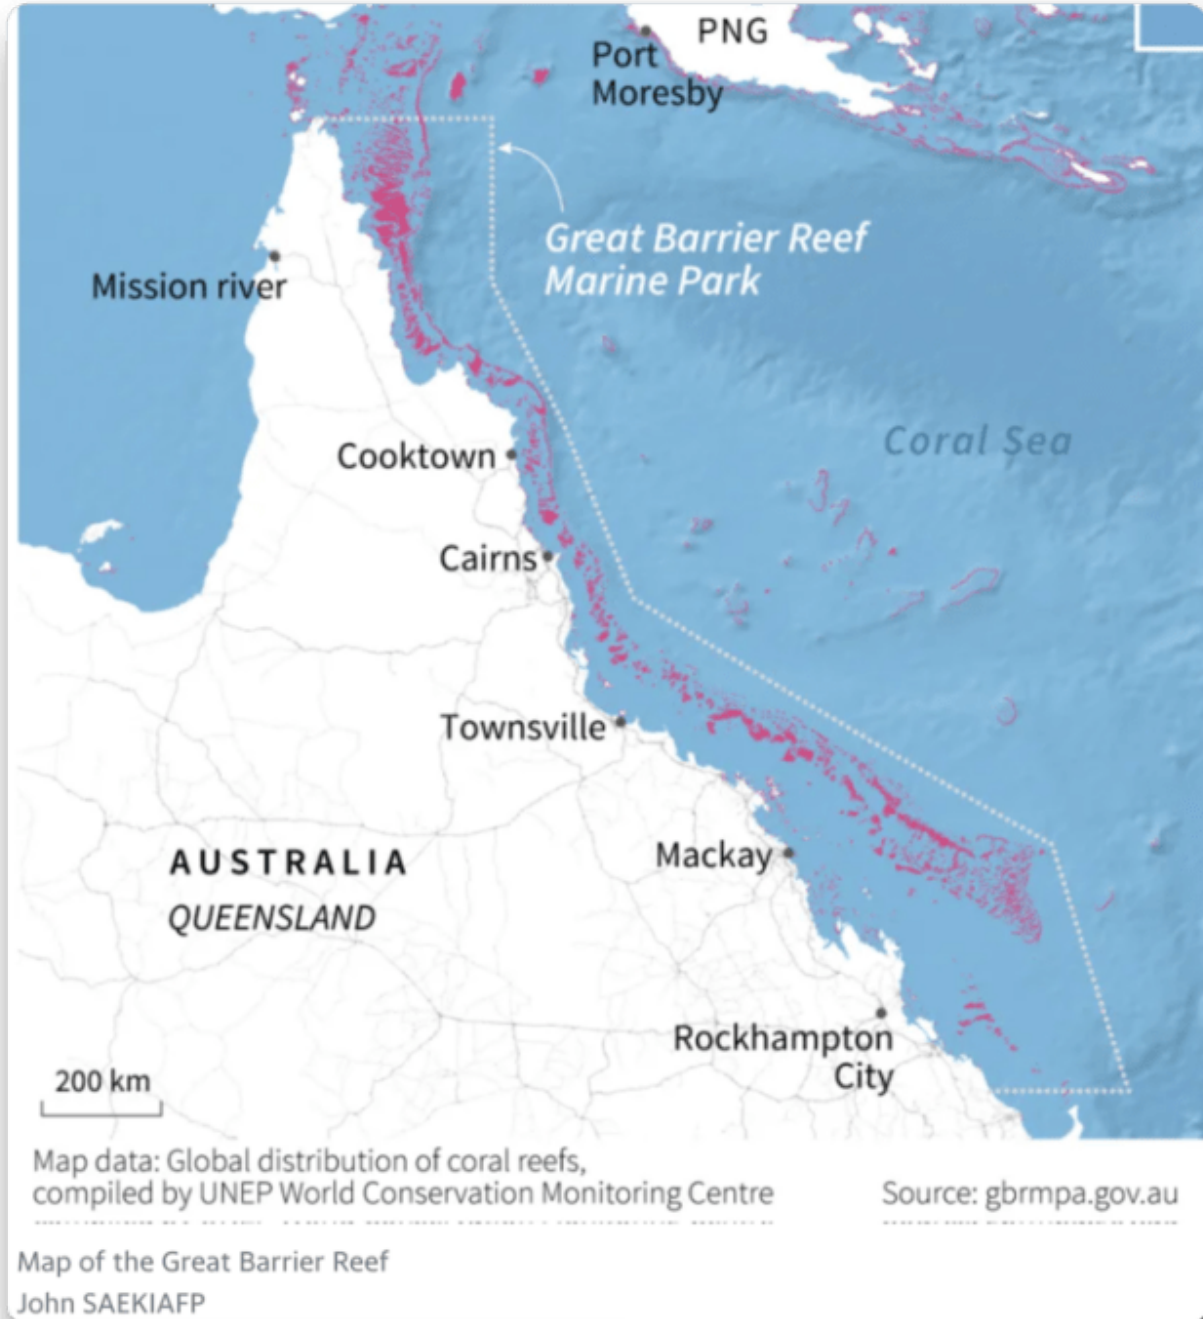 PNG
Port
Moresby
Great Barrier Reef
Marine Park
Mission river
Coral Sea
Cooktown
Cairns
Townsville
Mackay
AUSTRALIA
QUEENSLAND
Rockhampton
City
200 km
Map data: Global distribution of coral reefs,
compiled by UNEP World Conservation Monitoring Centre
Source: gbrmpa.gov.au
Map of the Great Barrier Reef
John SAEKIAFP